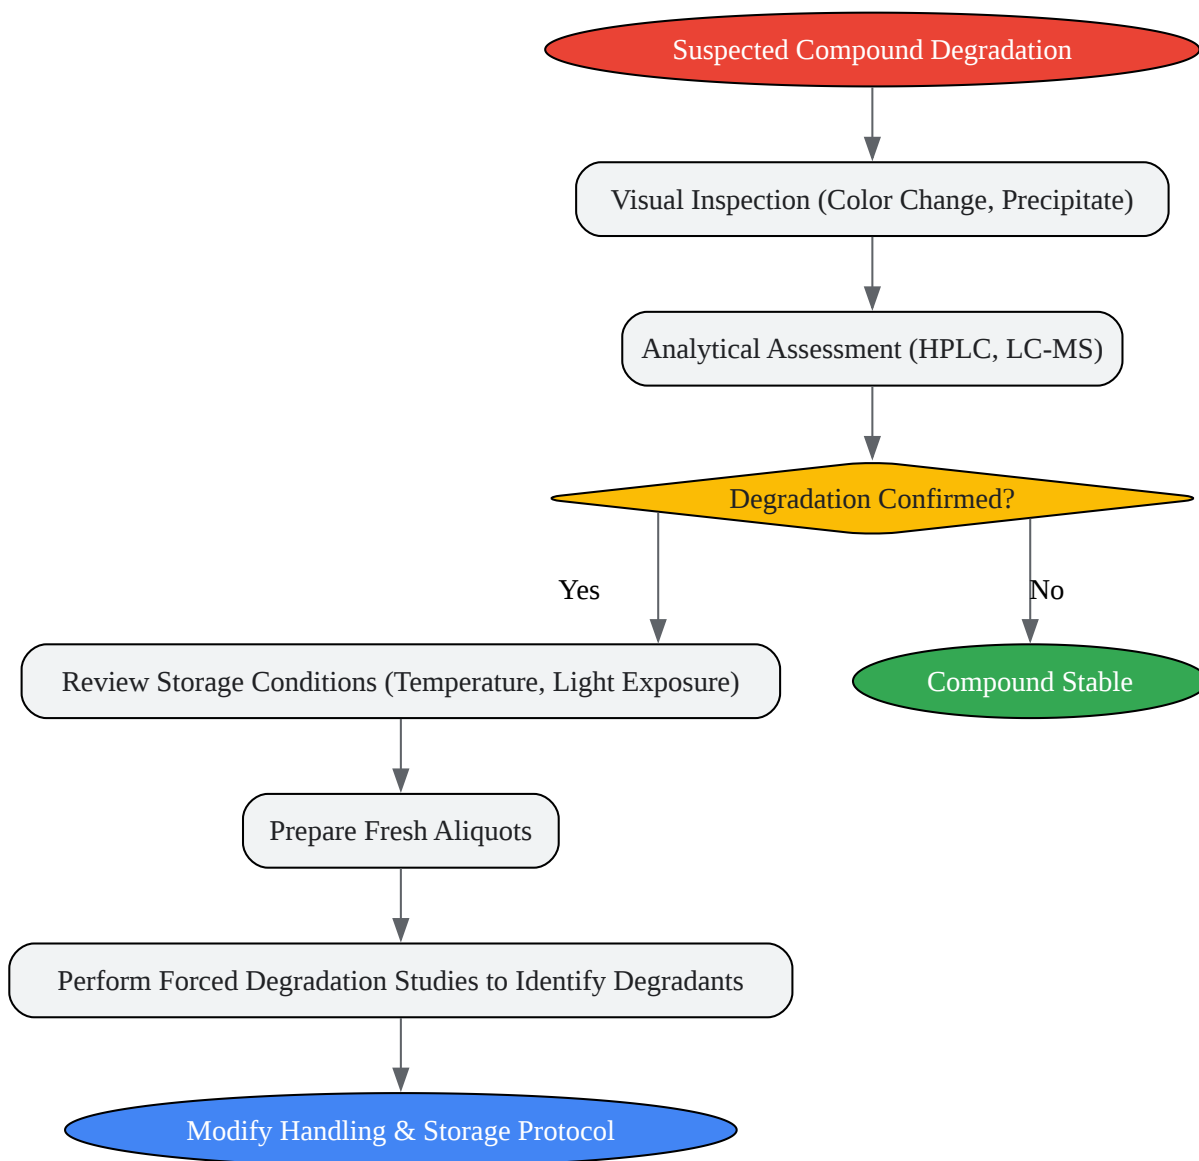 Suspected Compound Degradation
Visual Inspection (Color Change, Precipitate)
Analytical Assessment (HPLC, LC-MS)
Degradation Confirmed?
Yes
No
Review Storage Conditions (Temperature, Light Exposure)
Compound Stable
Prepare Fresh Aliquots
Perform Forced Degradation Studies to Identify Degradants
Modify Handling & Storage Protocol